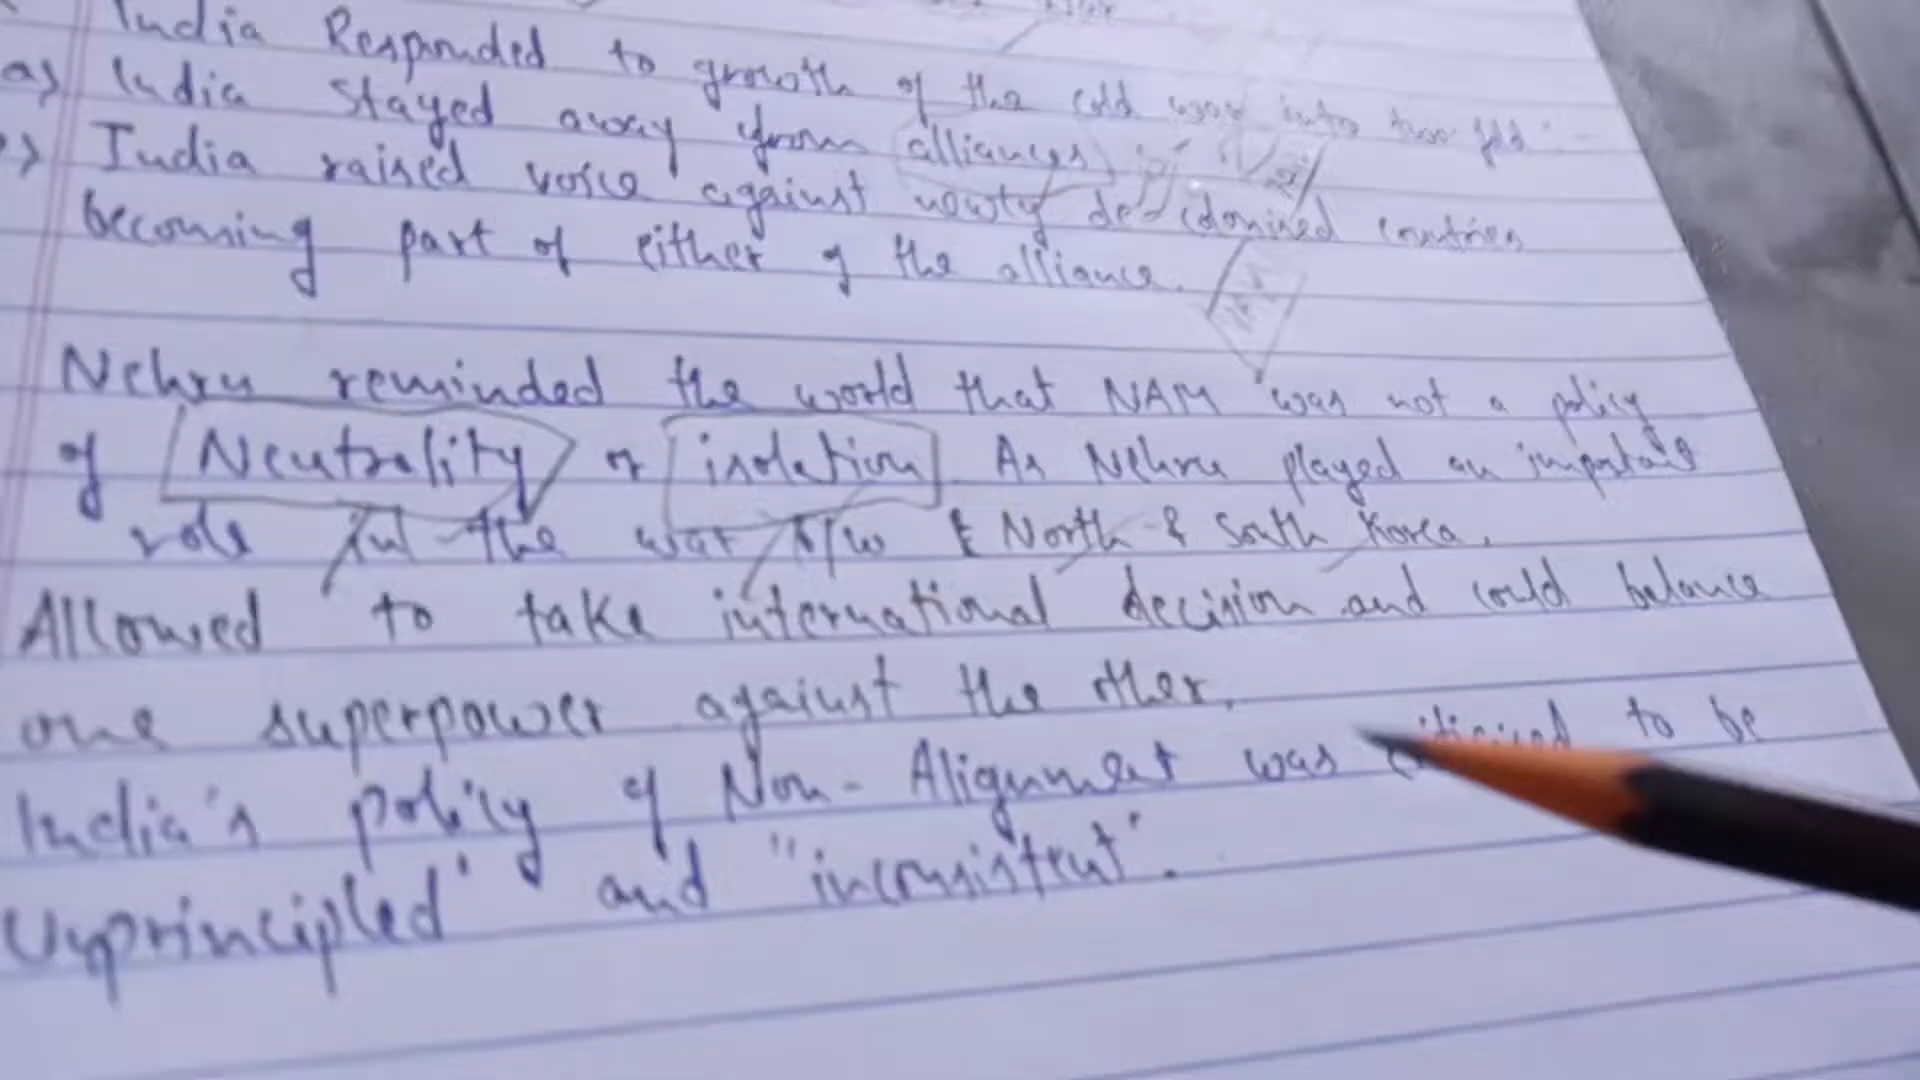 India Responded to growth of the cold war into two fold :-
a) India stayed away from alliances
India raised voice against newly de-colonised countries
becoming part of either of the alliance.
Nehru reminded the world that NAM was not a policy
of Neutrality or isolation. As Nehru played an important
role in the war b/w North & South Korea.
Allowed to take international decision and could balance
one superpower against the other.
India's policy of Non-Alignment was to be
Unprincipled" and "inconsistent".